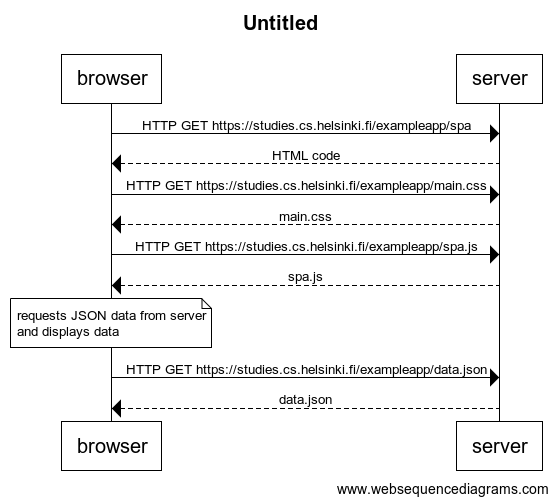 Untitled
browser
server
HTTP GET https://studies.cs.helsinki.fi/exampleapp/spa
HTML code
HTTP GET https://studies.cs.helsinki.fi/exampleapp/main.css
main.css
HTTP GET https://studies.cs.helsinki.fi/exampleapp/spa.js
spa.js
requests JSON data from server
and displays data
HTTP GET https://studies.cs.helsinki.fi/exampleapp/data.json
data.json
browser
server
www.websequencediagrams.com